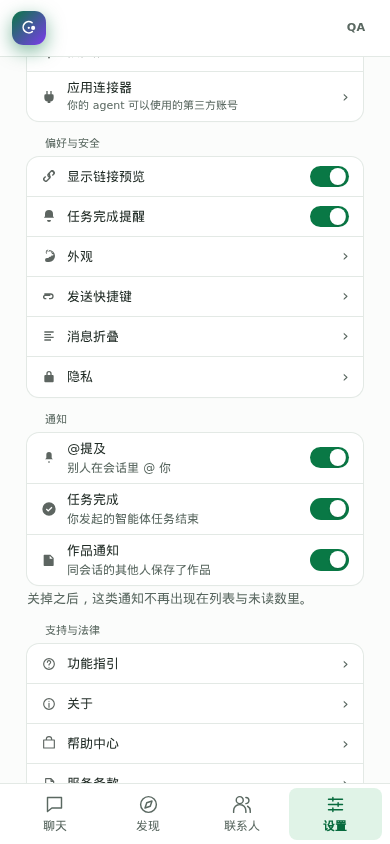 QA
应用连接器
你的 agent 可以使用的第三方账号
偏好与安全
显示链接预览
任务完成提醒
外观
发送快捷键
消息折叠
隐私
通知
@提及
别人在会话里 @ 你
任务完成
你发起的智能体任务结束
作品通知
同会话的其他人保存了作品
关掉之后，这类通知不再出现在列表与未读数里。
支持与法律
功能指引
关于
帮助中心
服务条款
聊天
发现
联系人
设置